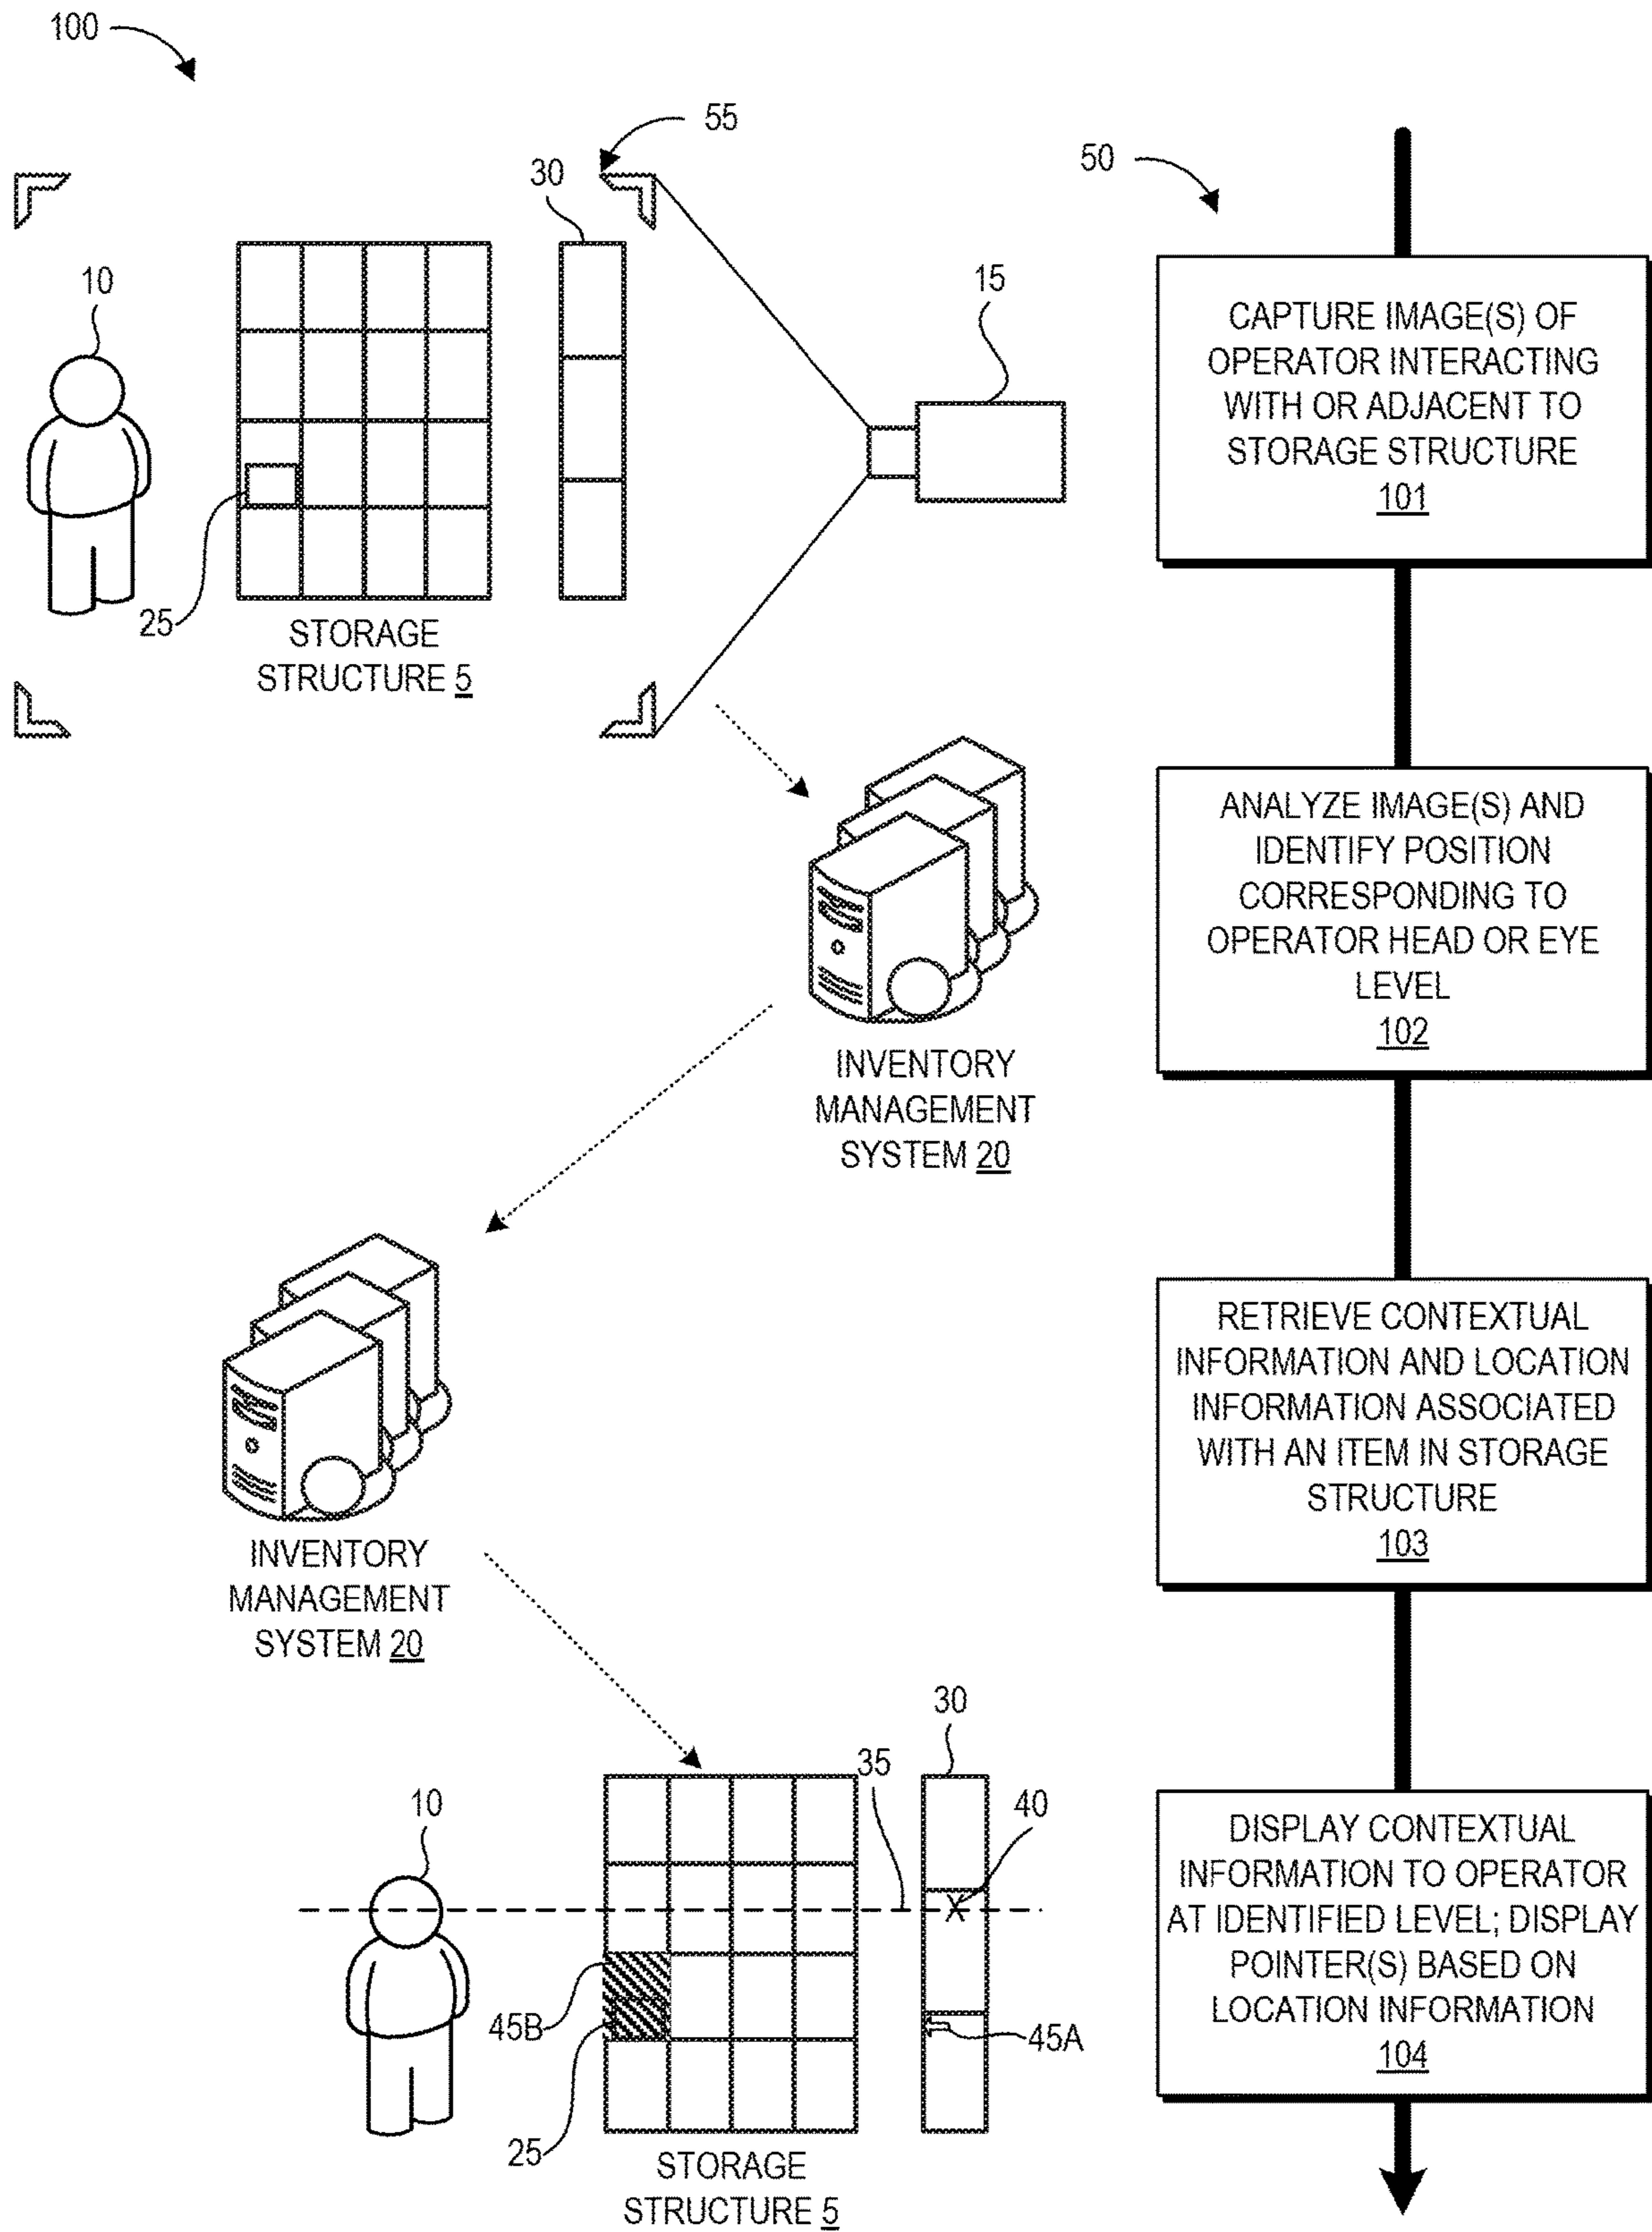 100
55
30
10
15
25
STORAGE
STRUCTURE 5
INVENTORY
MANAGEMENT
SYSTEM 20
INVENTORY
MANAGEMENT
SYSTEM 20
30
35
40
10
X
45B
45A
25
STORAGE
STRUCTURE 5
50
CAPTURE IMAGE(S) OF
OPERATOR INTERACTING
WITH OR ADJACENT TO
STORAGE STRUCTURE
101
ANALYZE IMAGE(S) AND
IDENTIFY POSITION
CORRESPONDING TO
OPERATOR HEAD OR EYE
LEVEL
102
RETRIEVE CONTEXTUAL
INFORMATION AND LOCATION
INFORMATION ASSOCIATED
WITH AN ITEM IN STORAGE
STRUCTURE
103
DISPLAY CONTEXTUAL
INFORMATION TO OPERATOR
AT IDENTIFIED LEVEL; DISPLAY
POINTER(S) BASED ON
LOCATION INFORMATION
104